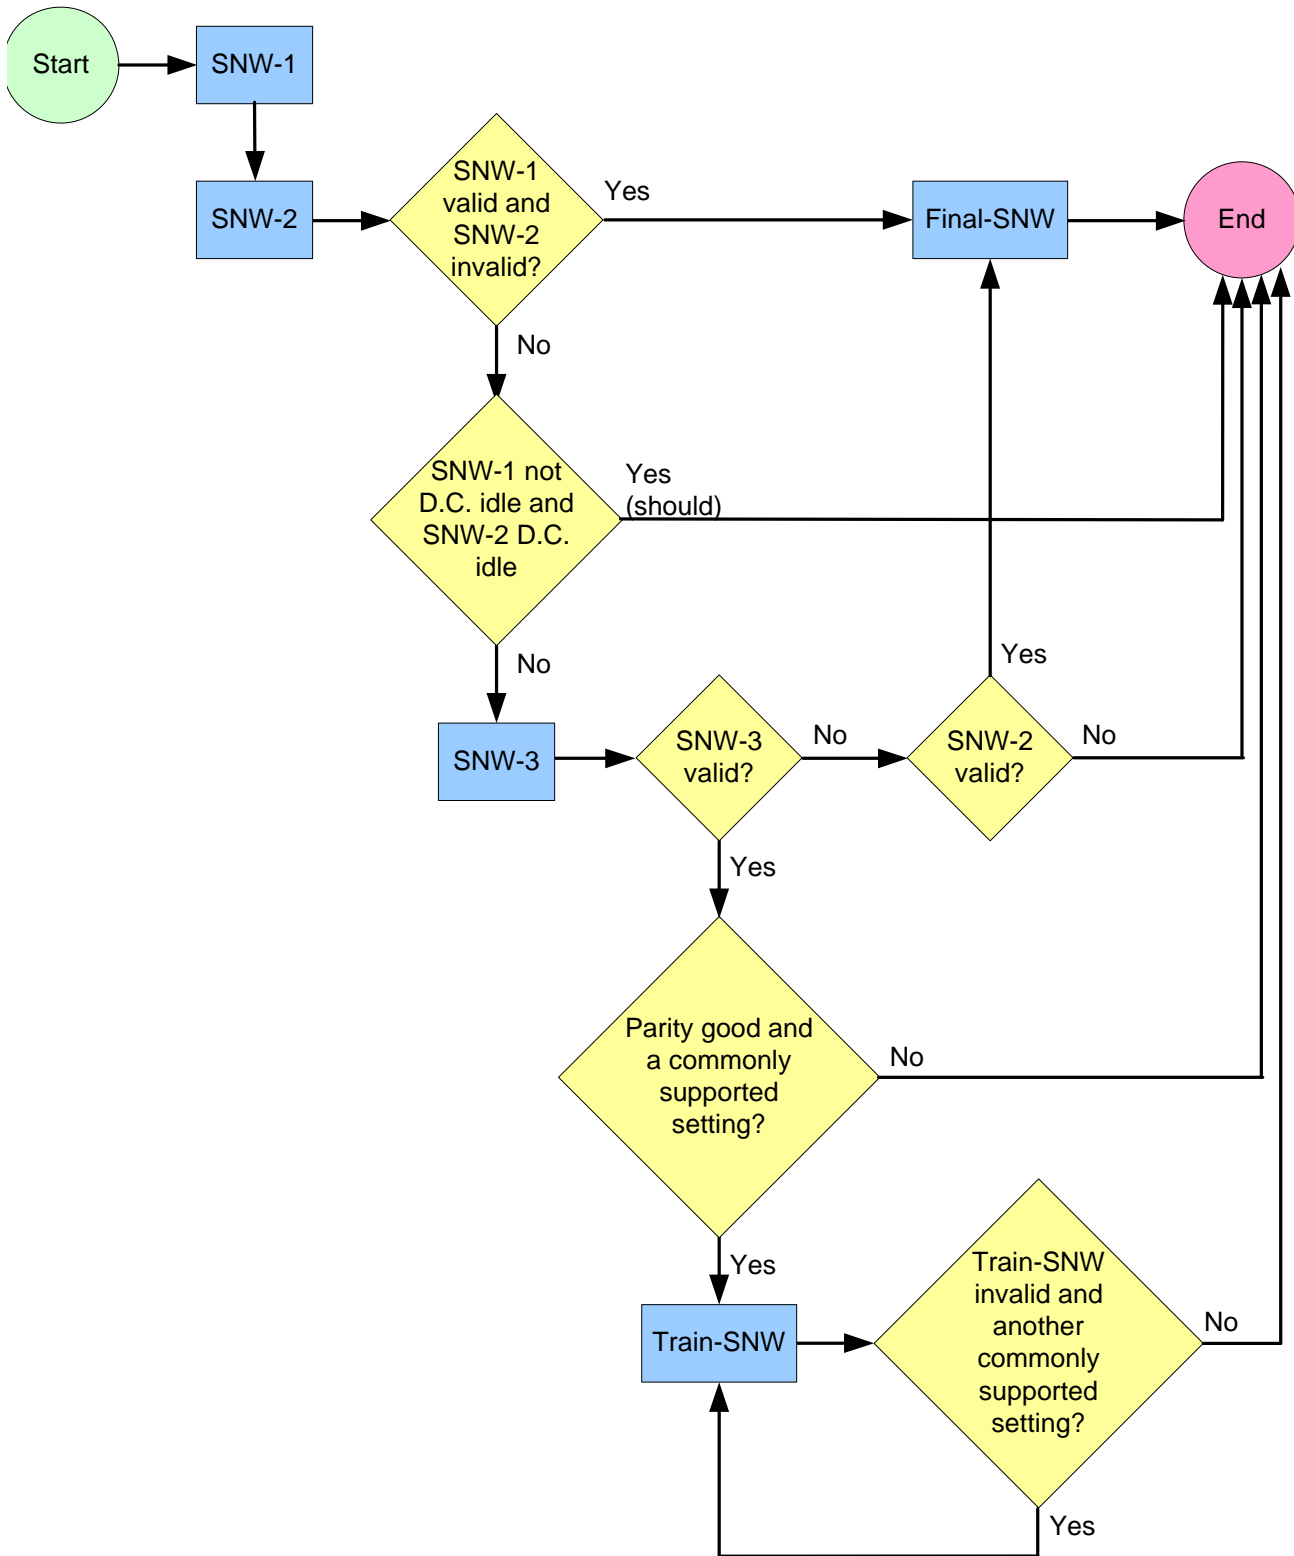 Start
SNW-1
SNW-2
SNW-1
valid and
SNW-2
invalid?
Yes
Final-SNW
End
No
SNW-1 not
D.C. idle and
SNW-2 D.C.
idle
Yes
(should)
No
SNW-3
SNW-3
valid?
No
SNW-2
valid?
Yes
No
Yes
Parity good and
a commonly
supported
setting?
No
Yes
Train-SNW
Train-SNW
invalid and
another
commonly
supported
setting?
No
Yes